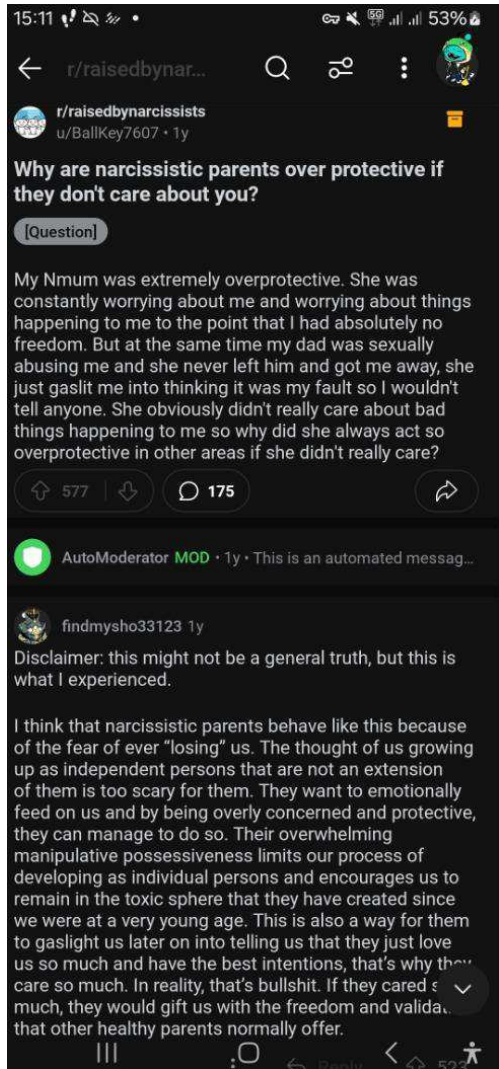 15:11 53%
r/raisedbynar...
r/raisedbynarcissists
u/BallKey7607 • 1y
Why are narcissistic parents over protective if
they don't care about you?
[Question]
My Nmum was extremely overprotective. She was
constantly worrying about me and worrying about things
happening to me to the point that I had absolutely no
freedom. But at the same time my dad was sexually
abusing me and she never left him and got me away, she
just gaslit me into thinking it was my fault so I wouldn't
tell anyone. She obviously didn't really care about bad
things happening to me so why did she always act so
overprotective in other areas if she didn't really care?
577 175
AutoModerator MOD • 1y • This is an automated messag...
findmysho33123 1y
Disclaimer: this might not be a general truth, but this is
what I experienced.
I think that narcissistic parents behave like this because
of the fear of ever “losing” us. The thought of us growing
up as independent persons that are not an extension
of them is too scary for them. They want to emotionally
feed on us and by being overly concerned and protective,
they can manage to do so. Their overwhelming
manipulative possessiveness limits our process of
developing as individual persons and encourages us to
remain in the toxic sphere that they have created since
we were at a very young age. This is also a way for them
to gaslight us later on into telling us that they just love
us so much and have the best intentions, that’s why they
care so much. In reality, that’s bullshit. If they cared s
much, they would gift us with the freedom and validat
that other healthy parents normally offer.
Reply 523